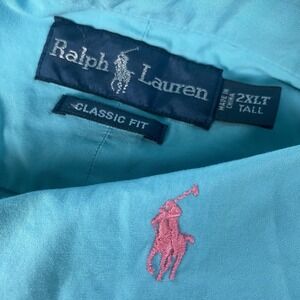 Ralph Lauren
MADE IN
CHINA
2XLT
TALL
CLASSIC FIT